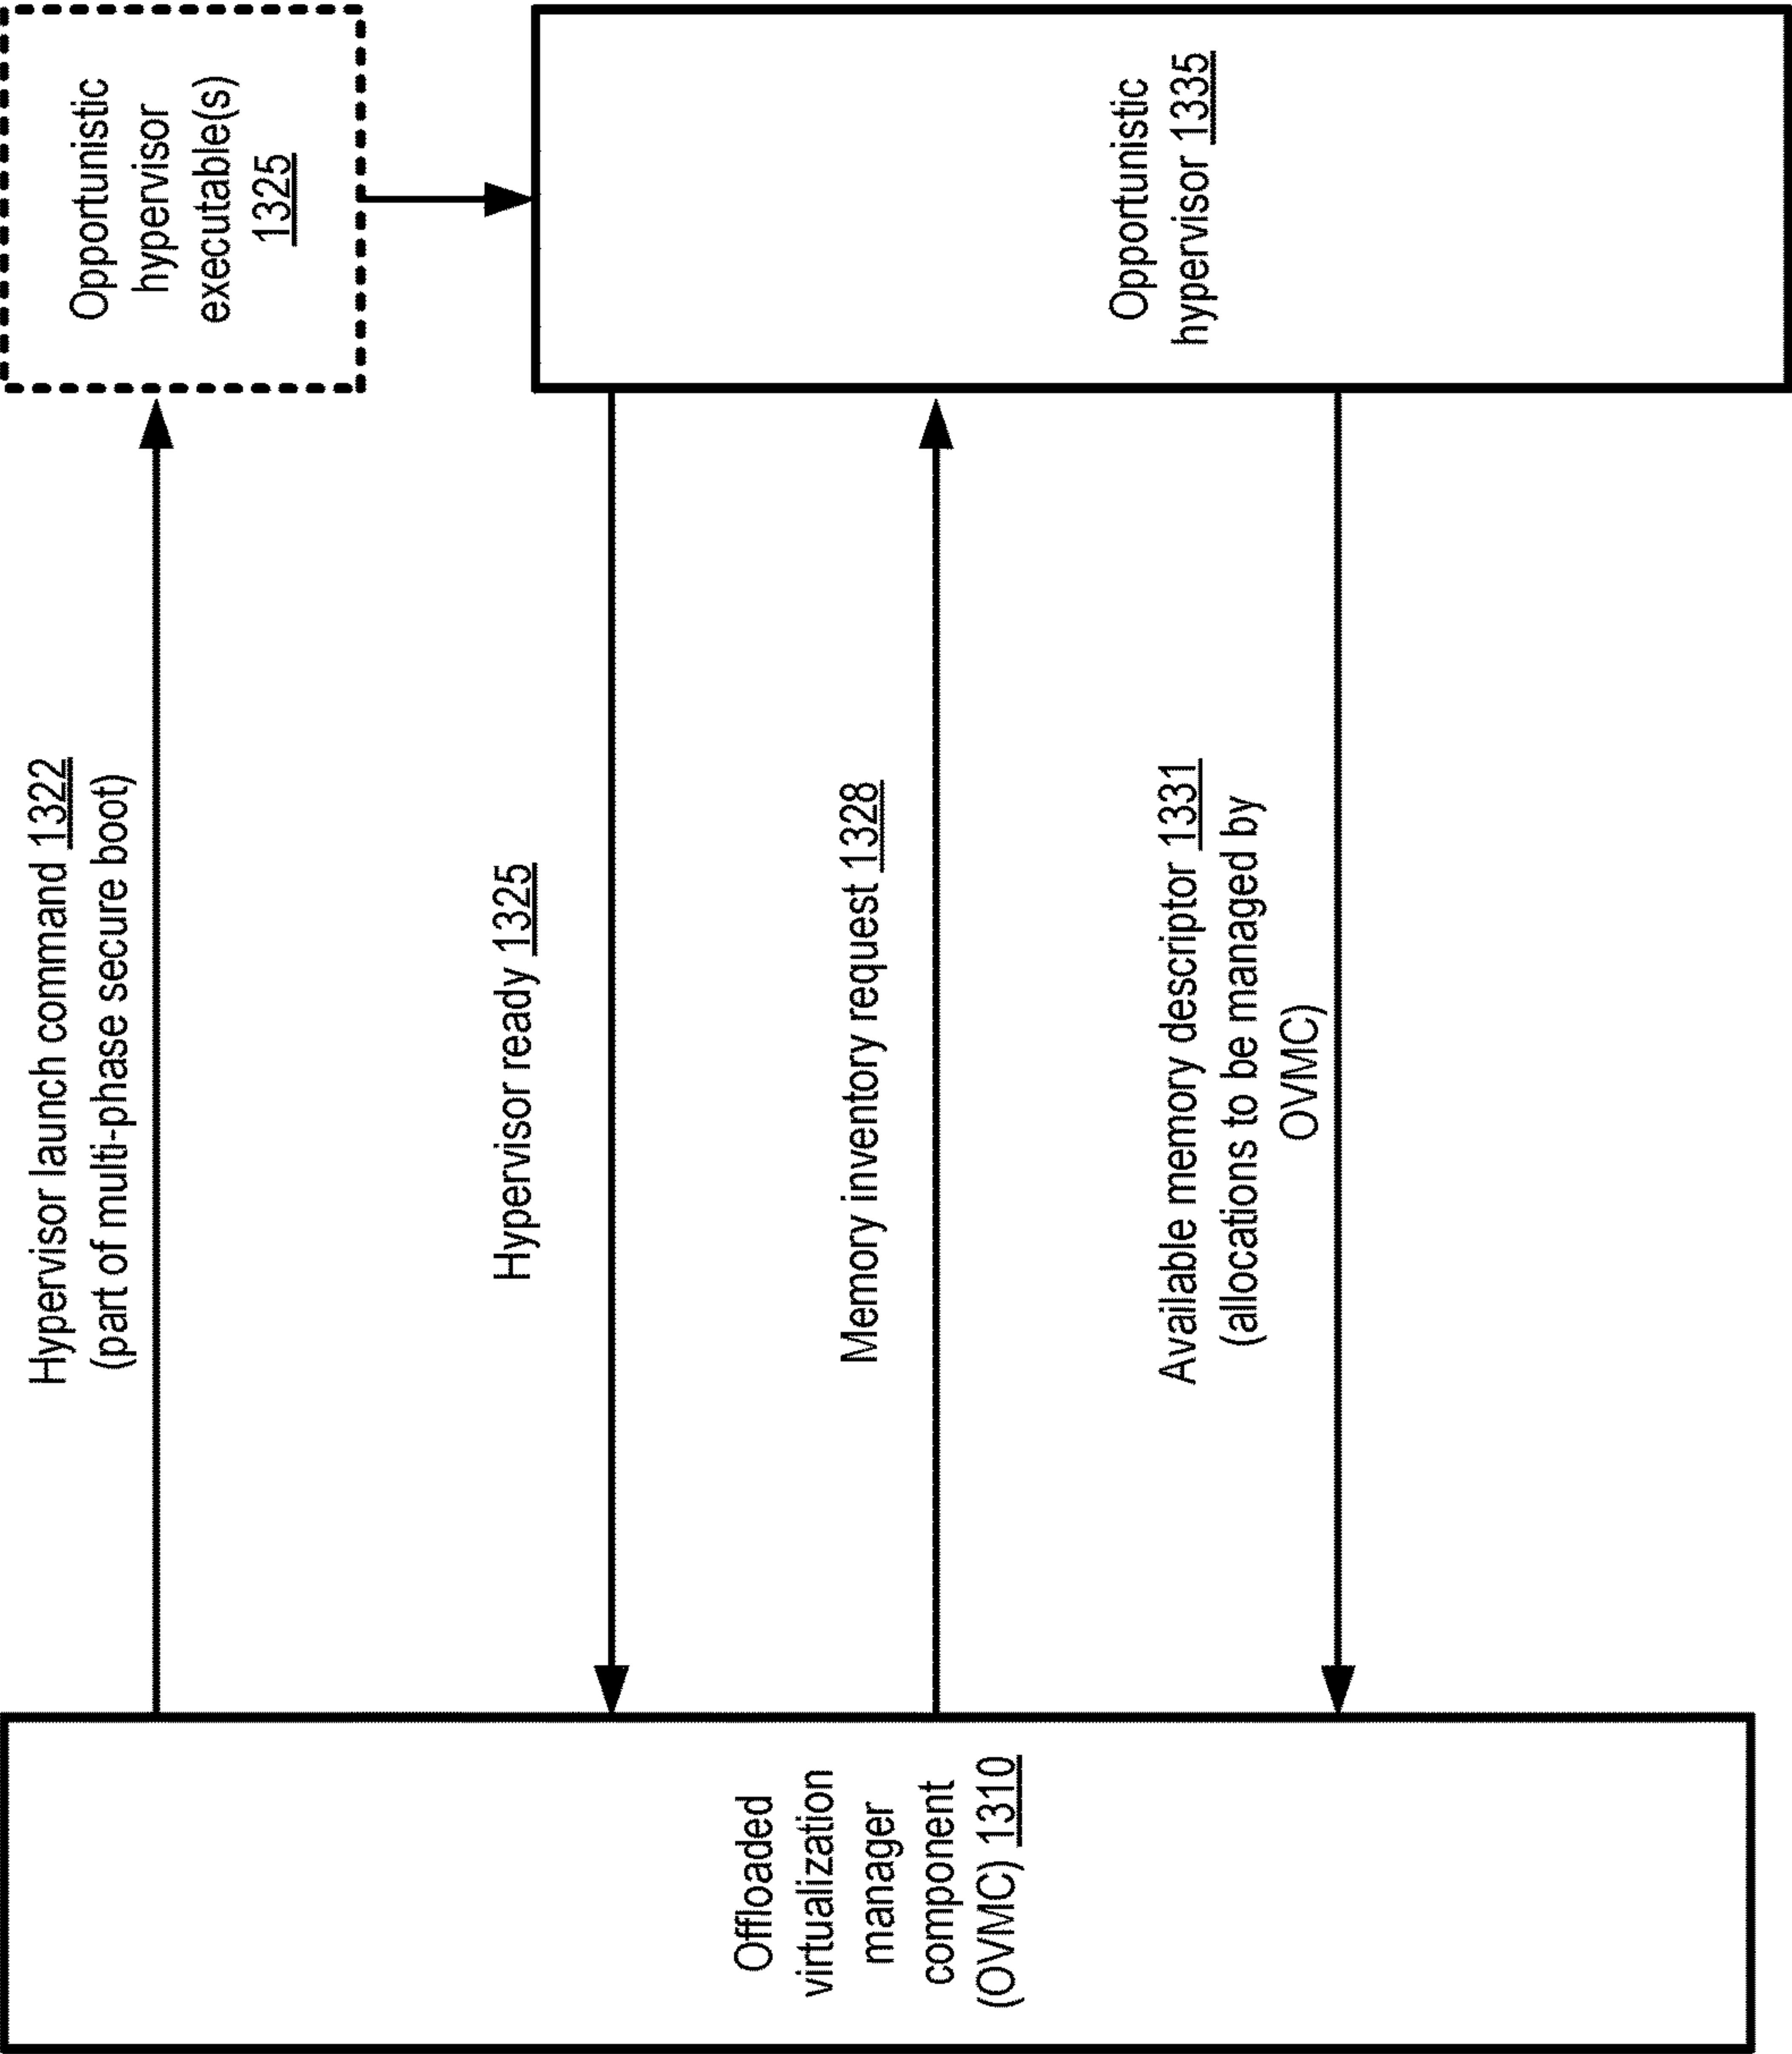 Hypervisor launch command 1322
(part of multi-phase secure boot)
Opportunistic
hypervisor
executable(s)
1325
Hypervisor ready 1325
Memory inventory request 1328
Available memory descriptor 1331
(allocations to be managed by
OVMC)
Offloaded
virtualization
manager
component
(OVMC) 1310
Opportunistic
hypervisor 1335